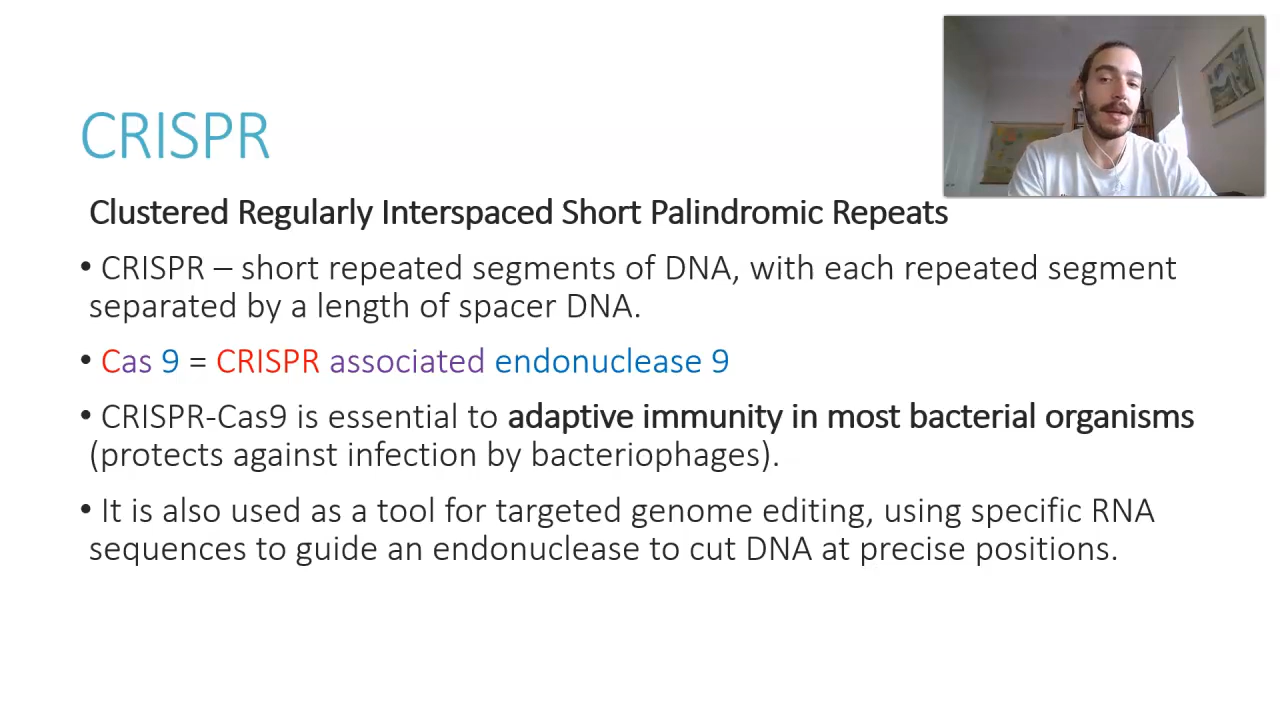 CRISPR
Clustered Regularly Interspaced Short Palindromic Repeats
• CRISPR – short repeated segments of DNA, with each repeated segment
separated by a length of spacer DNA.
• Cas 9 = CRISPR associated endonuclease 9
• CRISPR-Cas9 is essential to adaptive immunity in most bacterial organisms
(protects against infection by bacteriophages).
• It is also used as a tool for targeted genome editing, using specific RNA
sequences to guide an endonuclease to cut DNA at precise positions.